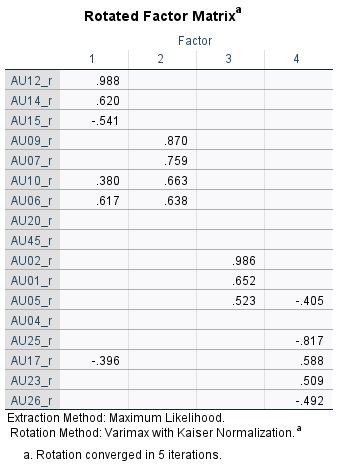 Rotated Factor Matrixa
Factor
1 2 3 4
AU12_r .988
AU14_r .620
AU15_r -.541
AU09_r .870
AU07_r .759
AU10_r .380 .663
AU06_r .617 .638
AU20_r
AU45_r
AU02_r .986
AU01_r .652
AU05_r .523 -.405
AU04_r
AU25_r -.817
AU17_r -.396 .588
AU23_r .509
AU26_r -.492
Extraction Method: Maximum Likelihood.
Rotation Method: Varimax with Kaiser Normalization.a
a. Rotation converged in 5 iterations.